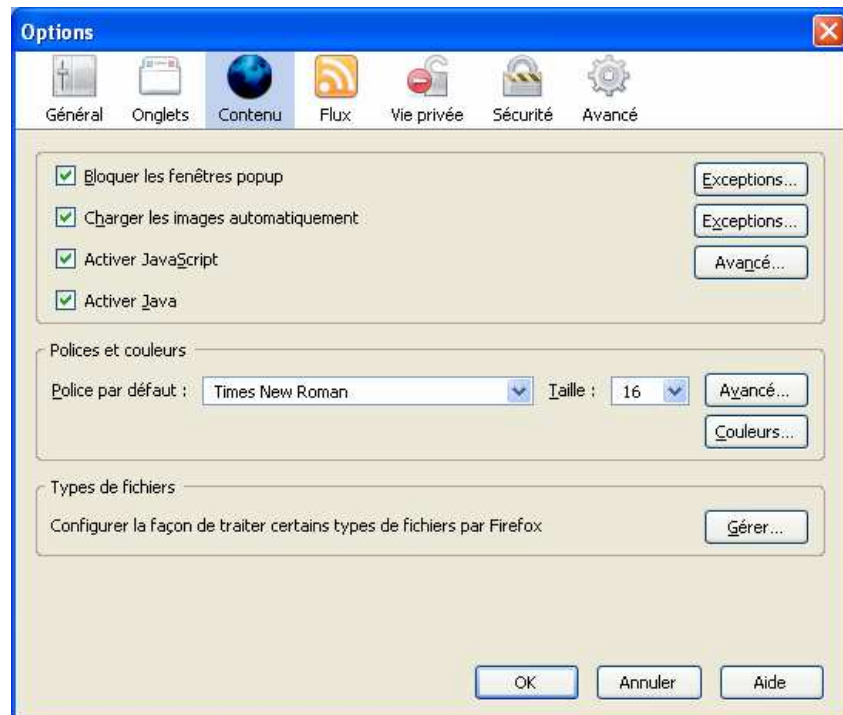 Options
Général Onglets Contenu Flux Vie privée Sécurité Avancé
Bloquer les fenêtres popup Exceptions...
Charger les images automatiquement Exceptions...
Activer JavaScript Avancé...
Activer Java
Polices et couleurs
Police par défaut : Times New Roman Taille : 16 Avancé...
Couleurs...
Types de fichiers
Configurer la façon de traiter certains types de fichiers par Firefox Gérer...
OK Annuler Aide